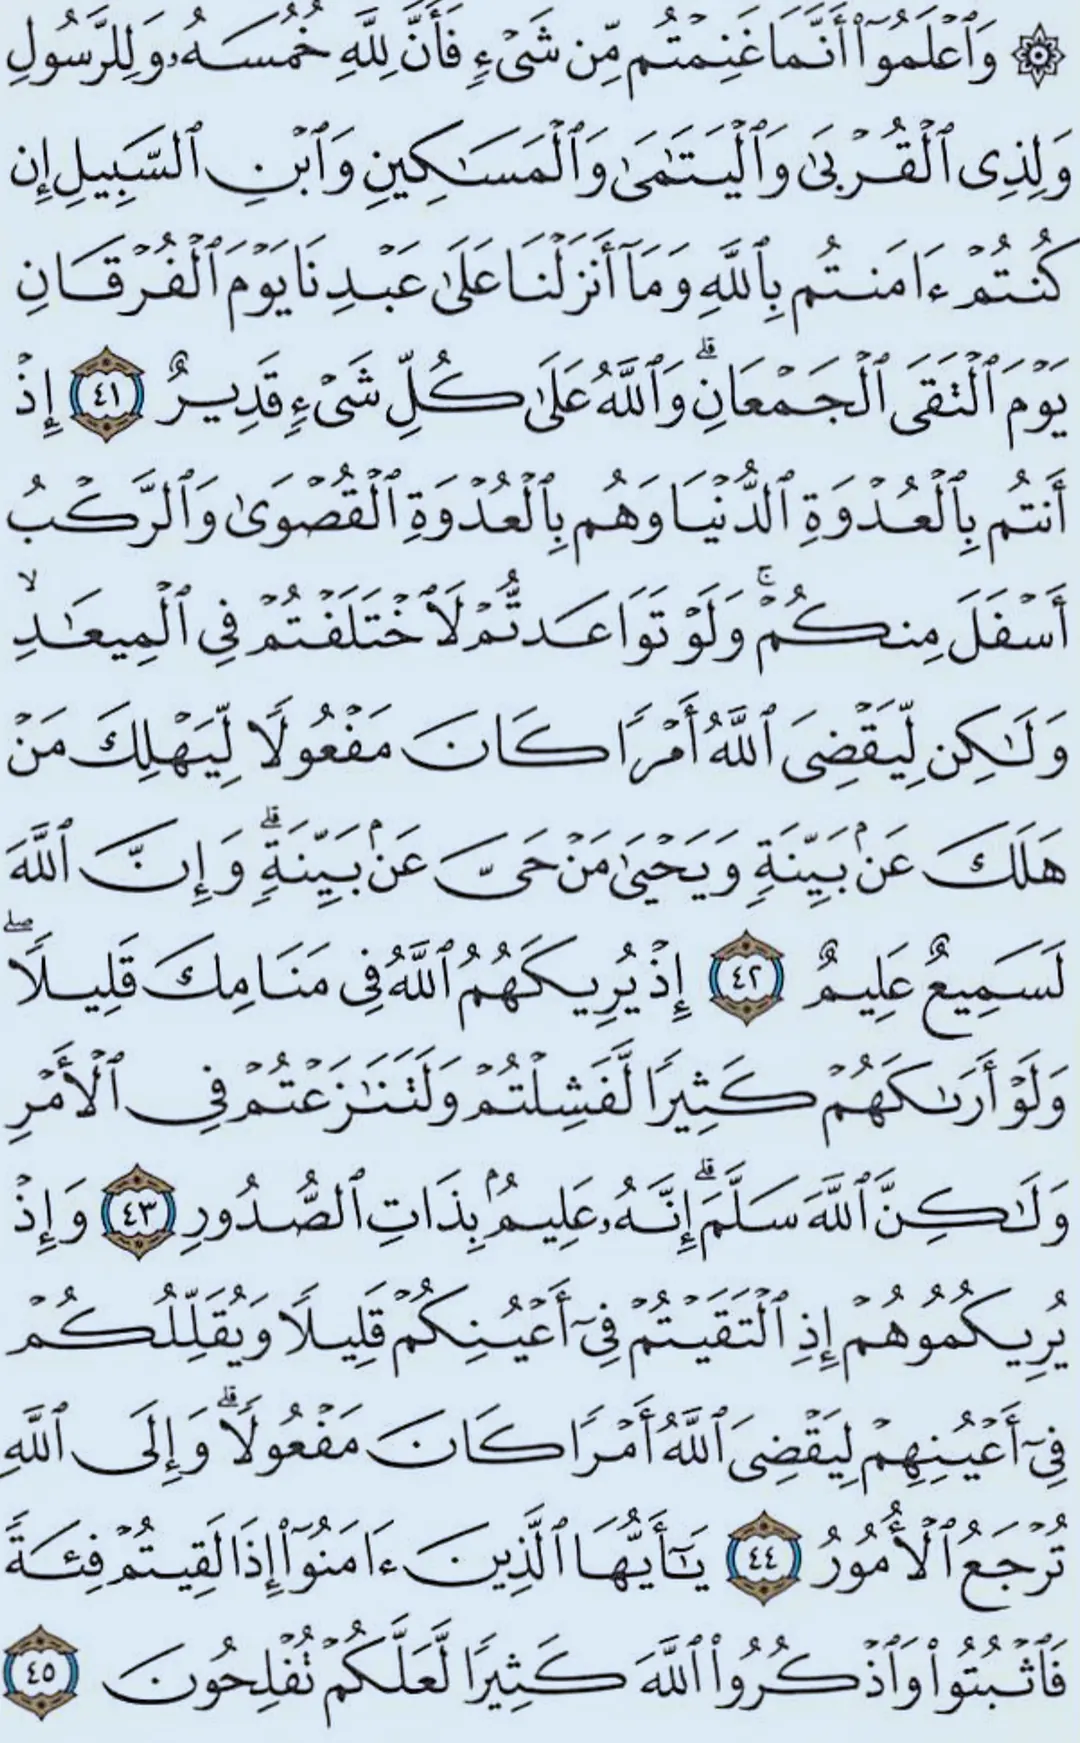 ۞ وَٱعۡلَمُوٓاْ أَنَّمَا غَنِمۡتُم مِّن شَيۡءٖ فَأَنَّ لِلَّهِ خُمُسَهُۥ وَلِلرَّسُولِ
وَلِذِي ٱلۡقُرۡبَىٰ وَٱلۡيَتَٰمَىٰ وَٱلۡمَسَٰكِينِ وَٱبۡنِ ٱلسَّبِيلِ إِن
كُنتُمۡ ءَامَنتُم بِٱللَّهِ وَمَآ أَنزَلۡنَا عَلَىٰ عَبۡدِنَا يَوۡمَ ٱلۡفُرۡقَانِ
يَوۡمَ ٱلۡتَقَى ٱلۡجَمۡعَانِۗ وَٱللَّهُ عَلَىٰ كُلِّ شَيۡءٖ قَدِيرٌ ٤١ إِذۡ
أَنتُم بِٱلۡعُدۡوَةِ ٱلدُّنۡيَا وَهُم بِٱلۡعُدۡوَةِ ٱلۡقُصۡوَىٰ وَٱلرَّكۡبُ
أَسۡفَلَ مِنكُمۡۚ وَلَوۡ تَوَاعَدتُّمۡ لَٱخۡتَلَفۡتُمۡ فِي ٱلۡمِيعَٰدِ ۙ
وَلَٰكِن لِّيَقۡضِيَ ٱللَّهُ أَمۡرٗا كَانَ مَفۡعُولٗا لِّيَهۡلِكَ مَنۡ
هَلَكَ عَنۢ بَيِّنَةٖ وَيَحۡيَىٰ مَنۡ حَيَّ عَنۢ بَيِّنَةٖۗ وَإِنَّ ٱللَّهَ
لَسَمِيعٌ عَلِيمٌ ٤٢ إِذۡ يُرِيكَهُمُ ٱللَّهُ فِي مَنَامِكَ قَلِيلٗاۖ
وَلَوۡ أَرَىٰكَهُمۡ كَثِيرٗا لَّفَشِلۡتُمۡ وَلَتَنَٰزَعۡتُمۡ فِي ٱلۡأَمۡرِ
وَلَٰكِنَّ ٱللَّهَ سَلَّمَۗ إِنَّهُۥ عَلِيمُۢ بِذَاتِ ٱلصُّدُورِ ٤٣ وَإِذۡ
يُرِيكُمُوهُمۡ إِذِ ٱلۡتَقَيۡتُمۡ فِيٓ أَعۡيُنِكُمۡ قَلِيلٗا وَيُقَلِّلُكُمۡ
فِيٓ أَعۡيُنِهِمۡ لِيَقۡضِيَ ٱللَّهُ أَمۡرٗا كَانَ مَفۡعُولٗاۗ وَإِلَى ٱللَّهِ
تُرۡجَعُ ٱلۡأُمُورُ ٤٤ يَٰٓأَيُّهَا ٱلَّذِينَ ءَامَنُوٓاْ إِذَا لَقِيتُمۡ فِئَةٗ
فَٱثۡبُتُواْ وَٱذۡكُرُواْ ٱللَّهَ كَثِيرٗا لَّعَلَّكُمۡ تُفۡلِحُونَ ٤٥